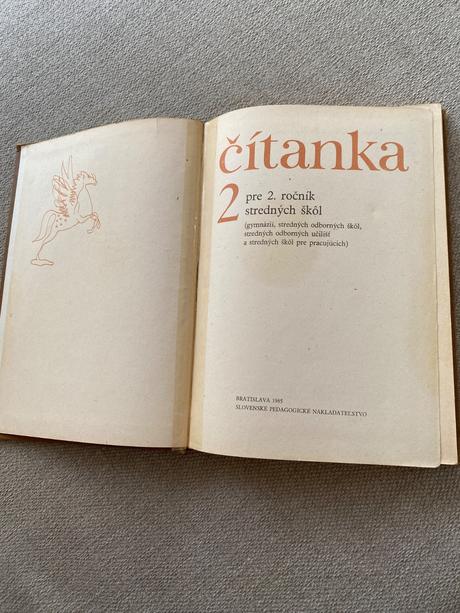 čítanka
2 pre 2. ročník
stredných škôl
(gymnázií, stredných odborných škôl,
stredných odborných učilíšť
a stredných škôl pre pracujúcich)
BRATISLAVA 1985
SLOVENSKÉ PEDAGOGICKÉ NAKLADATEĽSTVO